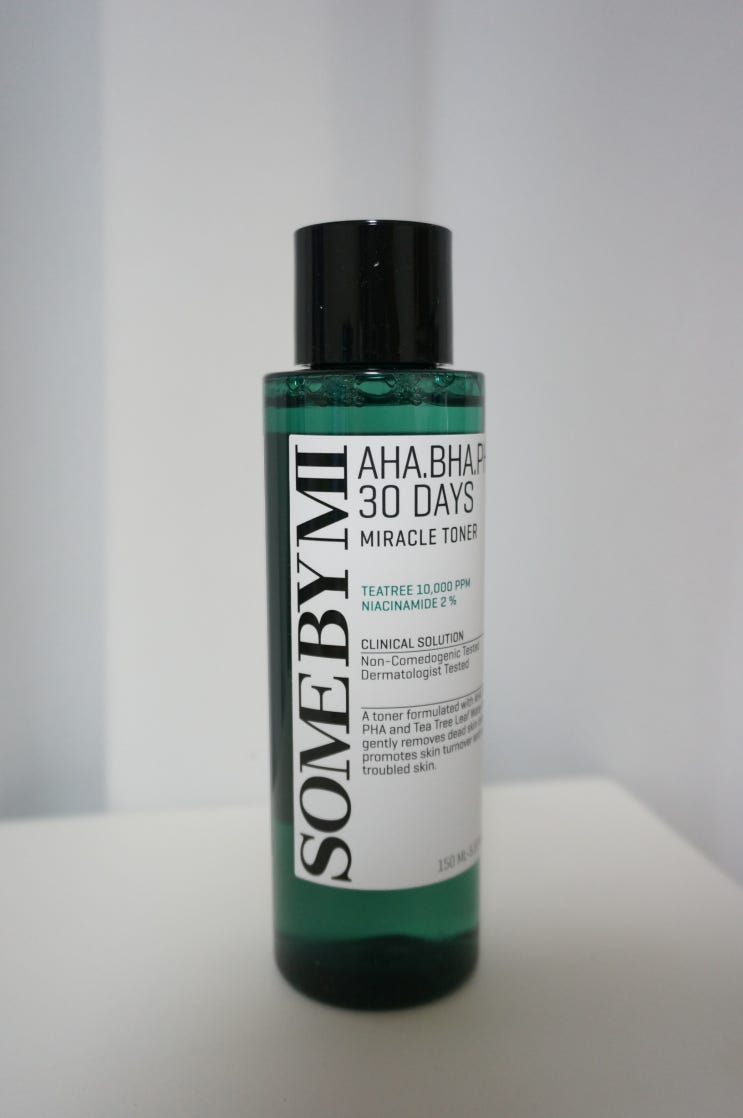 SOMEBYMI
AHA.BHA.PH
30 DAYS
MIRACLE TONER
TEATREE 10,000 PPM
NIACINAMIDE 2 %
CLINICAL SOLUTION
Non-Comedogenic Tested
Dermatologist Tested
A toner formulated with
PHA and Tea Tree Leaf
gently removes dead skin
promotes skin turnover
troubled skin.
150 ML